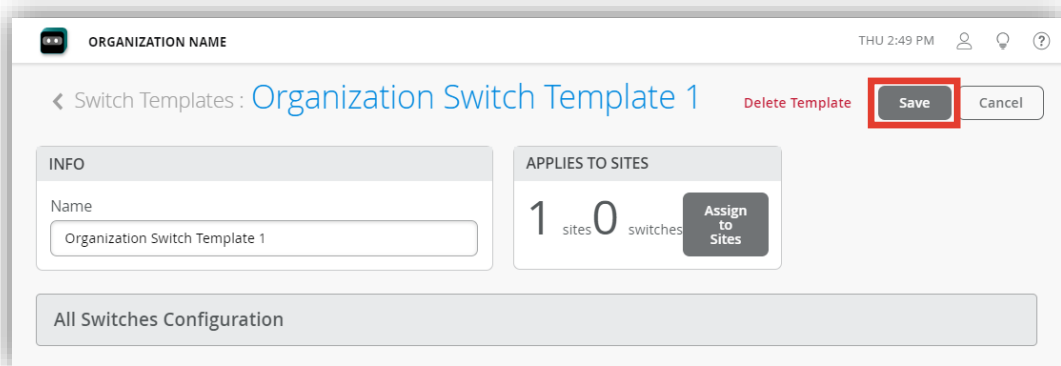 ORGANIZATION NAME
THU 2:49 PM
?
Switch Templates : Organization Switch Template 1
Delete Template
Save
Cancel
INFO
Name
Organization Switch Template 1
APPLIES TO SITES
1 sites 0 switches
Assign
to
Sites
All Switches Configuration